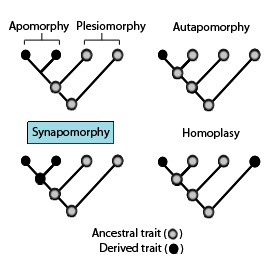 Apomorphy Plesiomorphy Autapomorphy
Synapomorphy Homoplasy
Ancestral trait ( )
Derived trait ( )